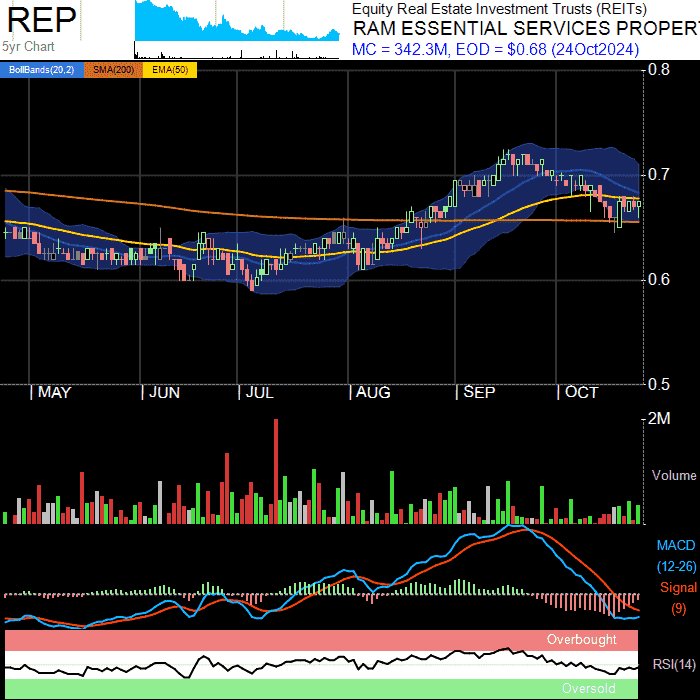 REP
5yr Chart
Equity Real Estate Investment Trusts (REITs)
RAM ESSENTIAL SERVICES PROPERT
MC = 342.3M, EOD = $0.68 (24Oct2024)
BollBands(20,2) SMA(200) EMA(50)
0.8
0.7
0.6
0.5
MAY JUN JUL AUG SEP OCT
2M
Volume
MACD
(12-26)
Signal
(9)
Overbought
RSI(14)
Oversold